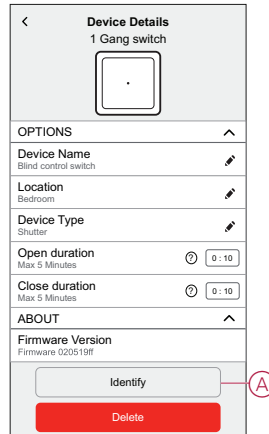 Device Details
1 Gang switch
OPTIONS
Device Name
Blind control switch
Location
Bedroom
Device Type
Shutter
Open duration
Max 5 Minutes
? 0 : 10
Close duration
Max 5 Minutes
? 0 : 10
ABOUT
Firmware Version
Firmware 020519ff
Identify
A
Delete